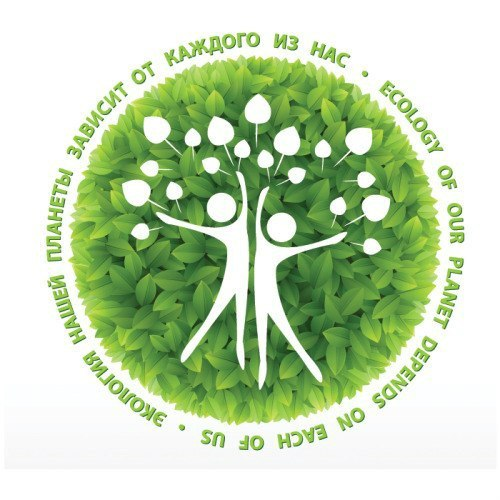 ЭКОЛОГИЯ НАШЕЙ ПЛАНЕТЫ ЗАВИСИТ ОТ КАЖДОГО ИЗ НАС •
ECOLOGY OF OUR PLANET DEPENDS ON EACH OF US •